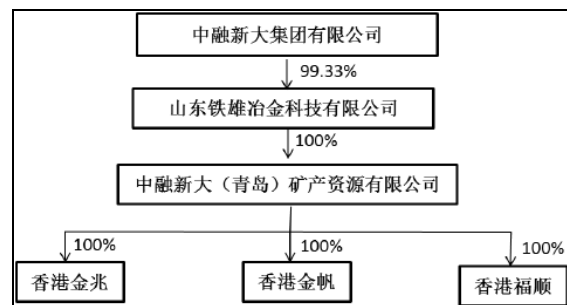 中融新大集团有限公司
99.33%
山东铁雄冶金科技有限公司
100%
中融新大（青岛）矿产资源有限公司
100%
100%
100%
香港金兆
香港金帆
香港福顺